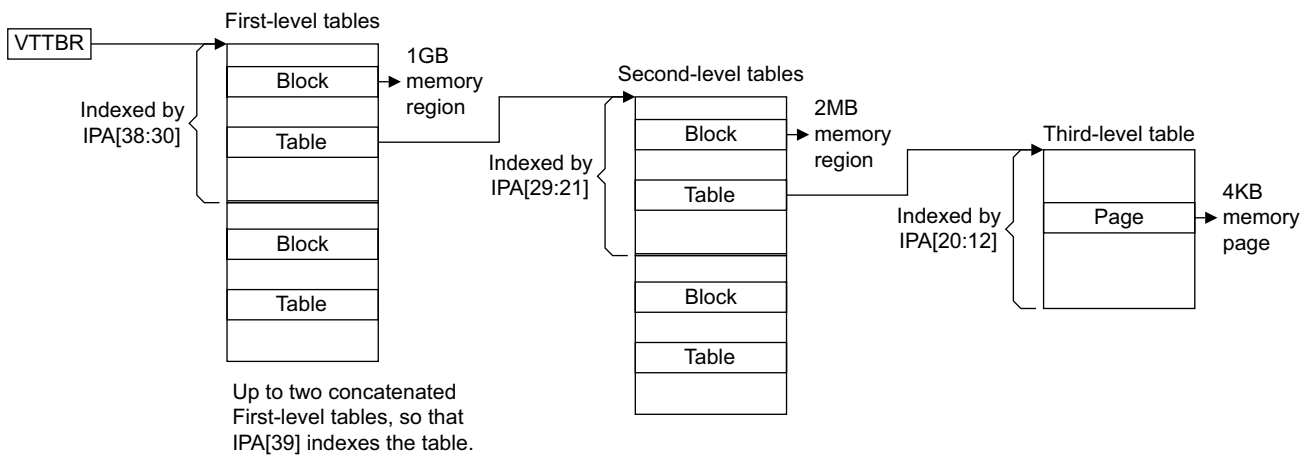 First-level tables
VTTBR
Indexed by
IPA[38:30]
Block
1GB
memory
region
Table
Block
Table
Up to two concatenated
First-level tables, so that
IPA[39] indexes the table.
Second-level tables
Indexed by
IPA[29:21]
Block
2MB
memory
region
Table
Block
Table
Third-level table
Indexed by
IPA[20:12]
Page
4KB
memory
page